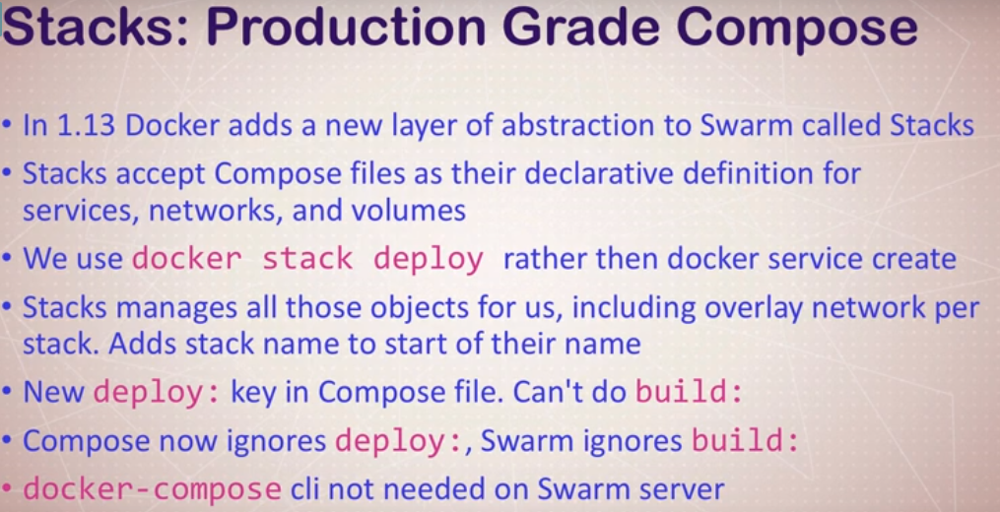 Stacks: Production Grade Compose
• In 1.13 Docker adds a new layer of abstraction to Swarm called Stacks
• Stacks accept Compose files as their declarative definition for
services, networks, and volumes
• We use docker stack deploy rather then docker service create
• Stacks manages all those objects for us, including overlay network per
stack. Adds stack name to start of their name
• New deploy: key in Compose file. Can't do build:
• Compose now ignores deploy:, Swarm ignores build:
• docker-compose cli not needed on Swarm server